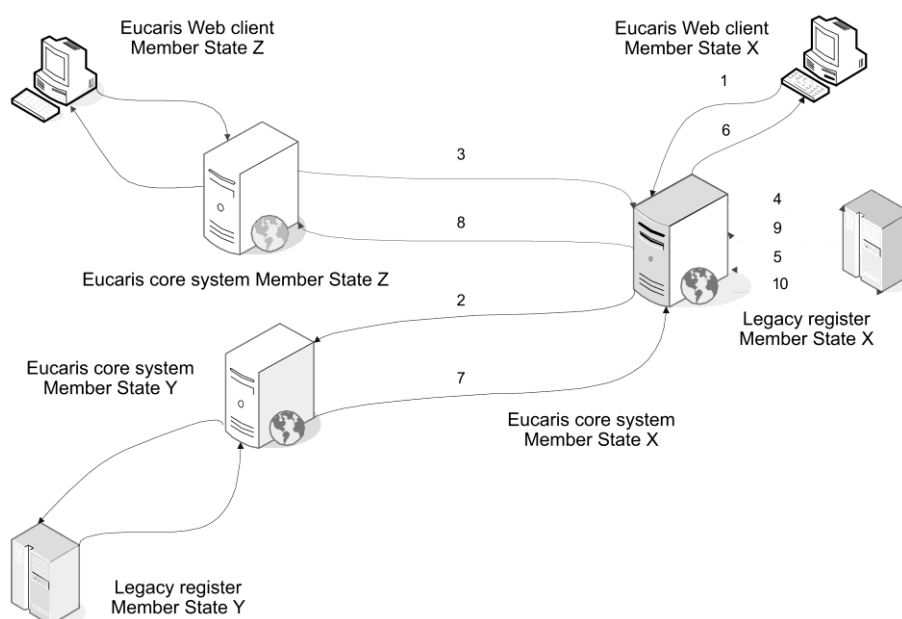 Eucaris Web client
Member State Z
Eucaris Web client
Member State X
1
6
3
4
8
9
5
10
Eucaris core system Member State Z
2
Legacy register
Member State X
Eucaris core system
Member State Y
7
Eucaris core system
Member State X
Legacy register
Member State Y